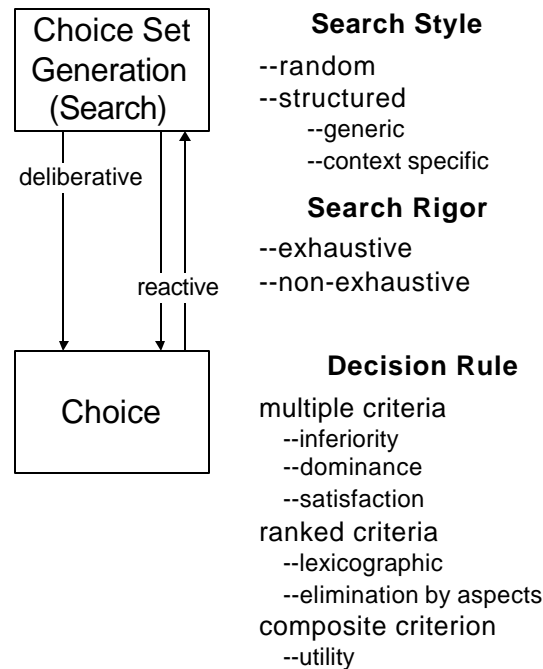 Choice Set
Generation
(Search)
deliberative
reactive
Choice
Search Style
--random
--structured
--generic
--context specific
Search Rigor
--exhaustive
--non-exhaustive
Decision Rule
multiple criteria
--inferiority
--dominance
--satisfaction
ranked criteria
--lexicographic
--elimination by aspects
composite criterion
--utility